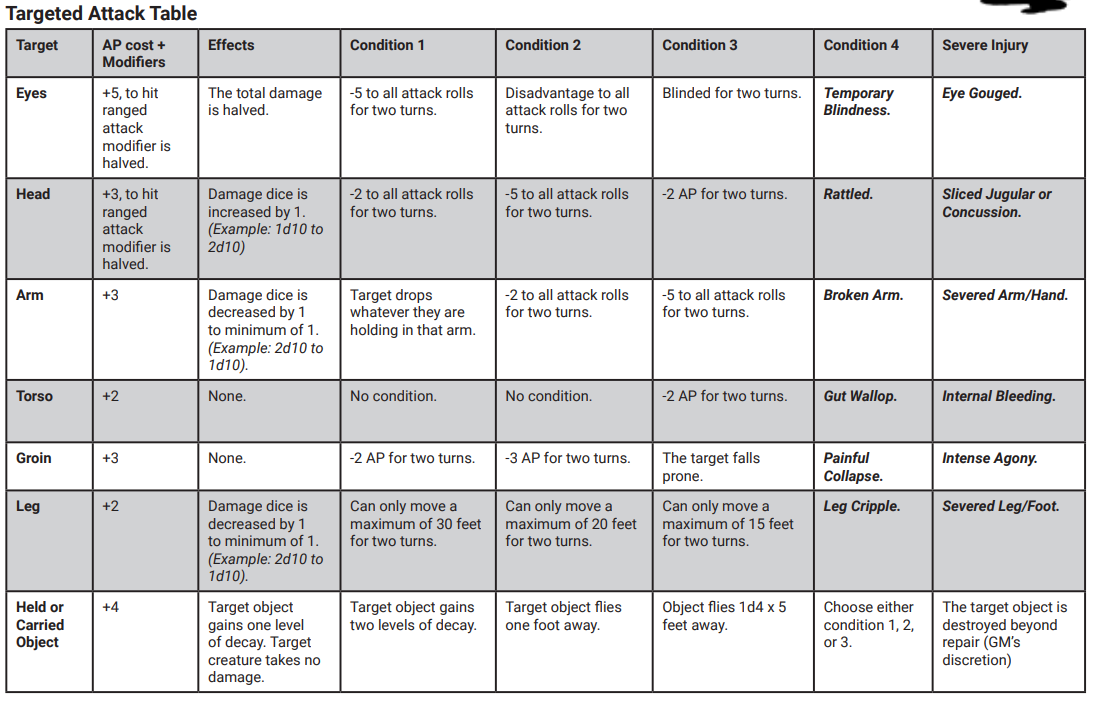 Targeted Attack Table
Target
AP cost +
Modifiers
Effects
Condition 1
Condition 2
Condition 3
Condition 4
Severe Injury
Eyes
+5, to hit
ranged
attack
modifier is
halved.
The total damage
is halved.
-5 to all attack rolls
for two turns.
Disadvantage to all
attack rolls for two
turns.
Blinded for two turns.
Temporary
Blindness.
Eye Gouged.
Head
+3, to hit
ranged
attack
modifier is
halved.
Damage dice is
increased by 1.
(Example: 1d10 to
2d10)
-2 to all attack rolls
for two turns.
-5 to all attack rolls
for two turns.
-2 AP for two turns.
Rattled.
Sliced Jugular or
Concussion.
Arm
+3
Damage dice is
decreased by 1
to minimum of 1.
(Example: 2d10 to
1d10).
Target drops
whatever they are
holding in that arm.
-2 to all attack rolls
for two turns.
-5 to all attack rolls
for two turns.
Broken Arm.
Severed Arm/Hand.
Torso
+2
None.
No condition.
No condition.
-2 AP for two turns.
Gut Wallop.
Internal Bleeding.
Groin
+3
None.
-2 AP for two turns.
-3 AP for two turns.
The target falls
prone.
Painful
Collapse.
Intense Agony.
Leg
+2
Damage dice is
decreased by 1
to minimum of 1.
(Example: 2d10 to
1d10).
Can only move a
maximum of 30 feet
for two turns.
Can only move a
maximum of 20 feet
for two turns.
Can only move a
maximum of 15 feet
for two turns.
Leg Cripple.
Severed Leg/Foot.
Held or
Carried
Object
+4
Target object
gains one level
of decay. Target
creature takes no
damage.
Target object gains
two levels of decay.
Target object flies
one foot away.
Object flies 1d4 x 5
feet away.
Choose either
condition 1, 2,
or 3.
The target object is
destroyed beyond
repair (GM's
discretion)